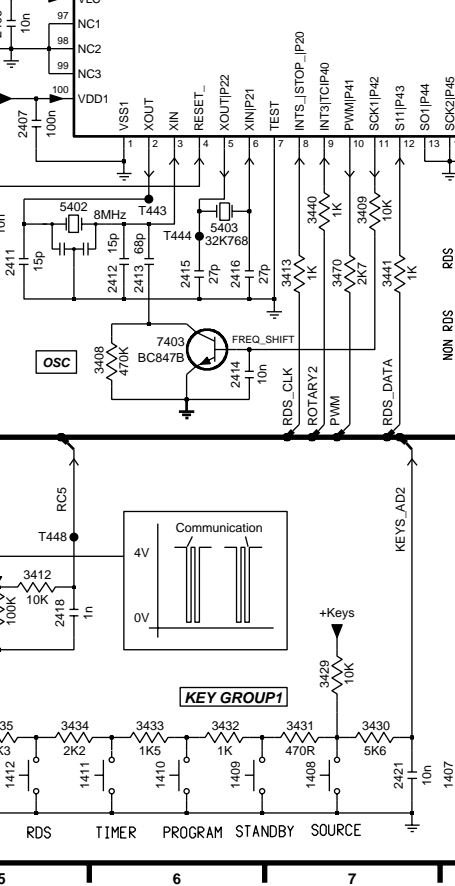 10n
97
NC1
98
NC2
99
NC3
100
VDD1
2407
100n
VSS1
XOUT
XIN
RESET_
XOUT|P22
XIN|P21
TEST
INTS_|STOP_|P20
INT3|TC|P40
PWM|P41
SCK1|P42
S11|P43
SO1|P44
SCK2|P45
1 2 3 4 5 6 7 8 9 10 11 12 13
5402
8MHz
T443
T444
5403
32K768
2411
15p
2412
15p
2413
68p
2415
27p
2416
27p
3413
1K
3440
1K
3470
2K7
3409
10K
3441
1K
RDS
NON RDS
OSC
3408
470K
7403
BC847B
FREQ_SHIFT
2414
10n
RDS_CLK
ROTARY2
PWM
RDS_DATA
RC5
T448
3412
10K
100K
2418
1n
Communication
4V
0V
KEYS_AD2
+Keys
3429
10K
KEY GROUP1
35
K3
3434
2K2
3433
1K5
3432
1K
3431
470R
3430
5K6
1412
1411
1410
1409
1408
2421
10n
1407
RDS
TIMER
PROGRAM
STANDBY
SOURCE
5
6
7